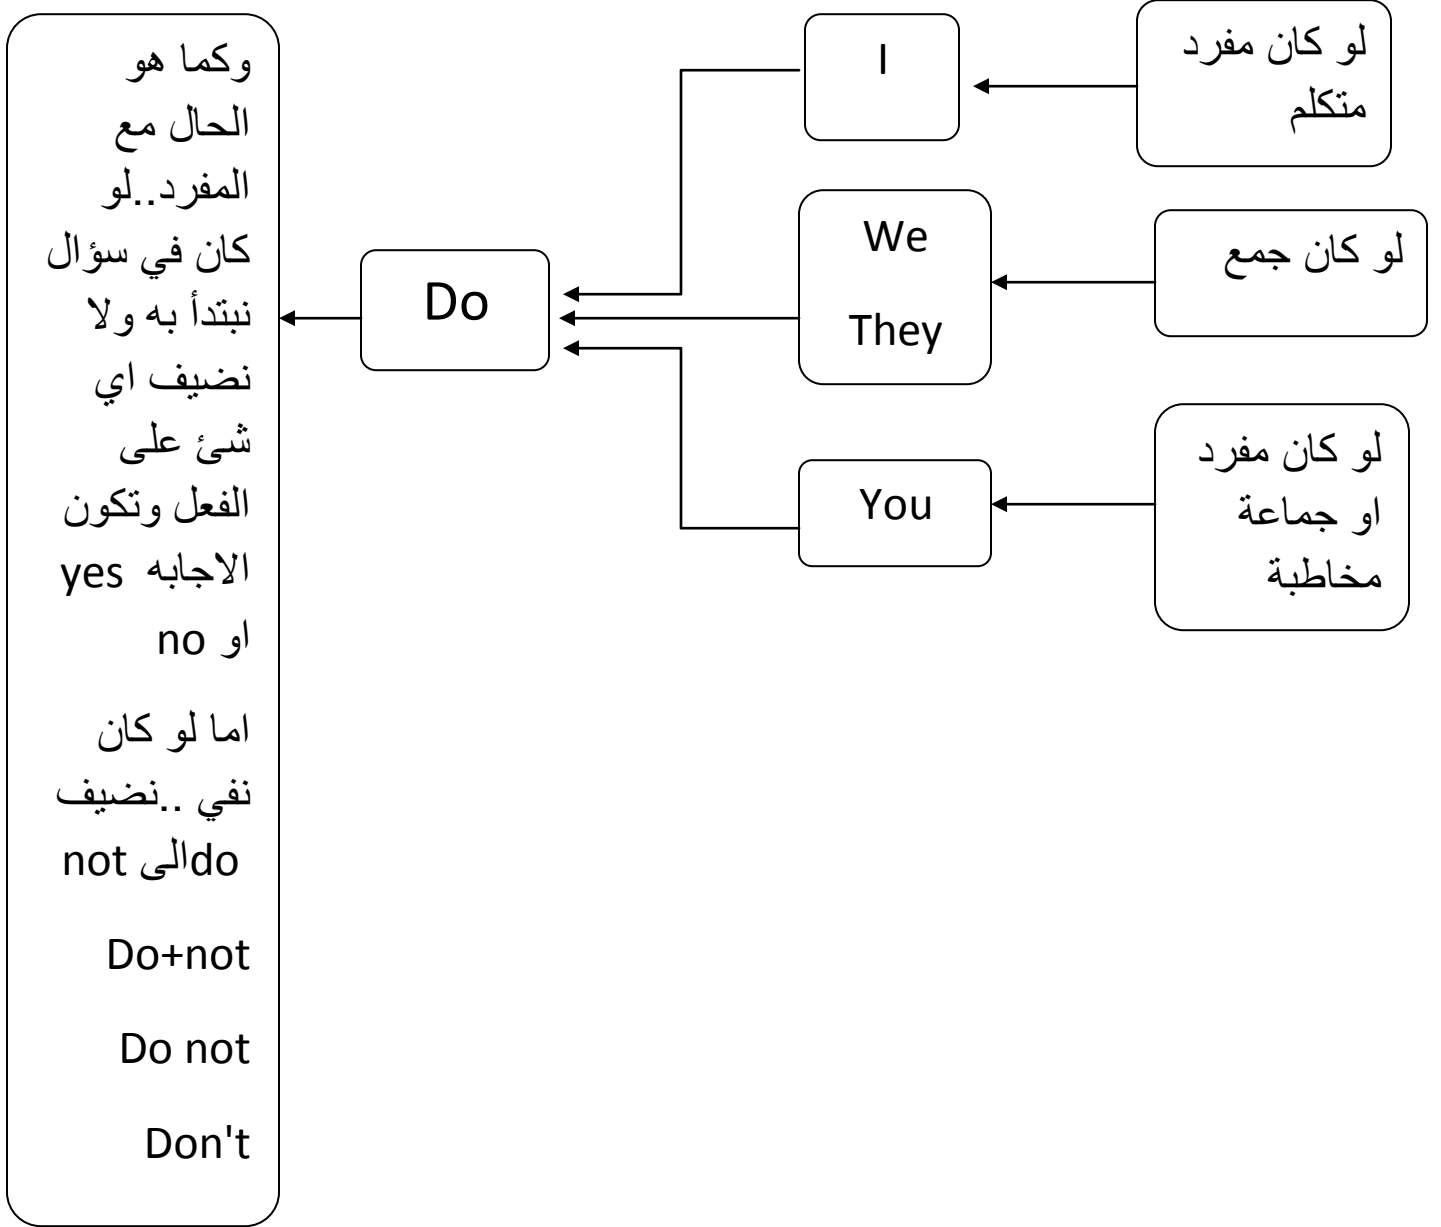 لو كان مفرد
متكلم
I
لو كان جمع
We
They
لو كان مفرد
او جماعة
مخاطبة
You
Do
وكما هو
الحال مع
المفرد..لو
كان في سؤال
نبتدأ به ولا
نضيف اي
شئ على
الفعل وتكون
الاجابه yes
او no
اما لو كان
نفي ..نضيف
doالى not
Do+not
Do not
Don't